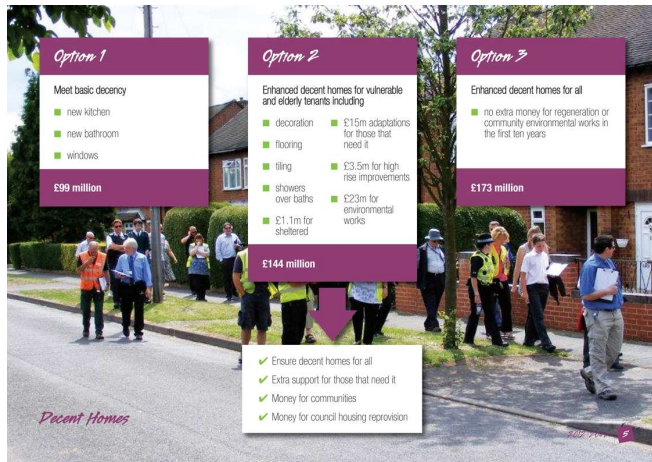 Option 1
Meet basic decency
new kitchen
new bathroom
windows
£99 million
Option 2
Enhanced decent homes for vulnerable
and elderly tenants including
decoration
flooring
tiling
showers
over baths
£1.1m for
sheltered
£15m adaptations
for those that
need it
£3.5m for high
rise improvements
£23m for
environmental
works
£144 million
Option 3
Enhanced decent homes for all
no extra money for regeneration or
community environmental works in
the first ten years
£173 million
✔ Ensure decent homes for all
✔ Extra support for those that need it
✔ Money for communities
✔ Money for council housing reprovision
Decent Homes
5